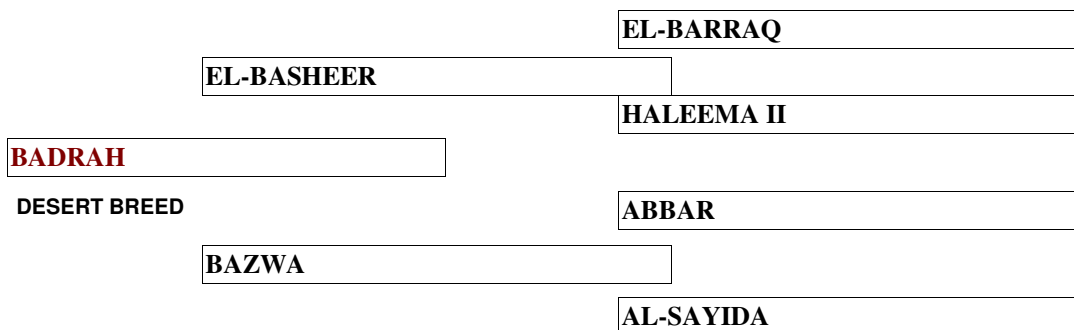 EL-BARRAQ
EL-BASHEER
HALEEMA II
BADRAH
DESERT BREED
ABBAR
BAZWA
AL-SAYIDA